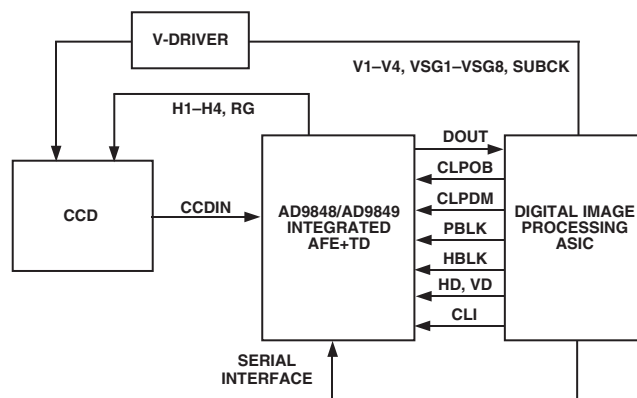 V-DRIVER
V1–V4, VSG1–VSG8, SUBCK
H1–H4, RG
DOUT
CLPOB
CCD
CCDIN
AD9848/AD9849
INTEGRATED
AFE+TD
CLPDM
DIGITAL IMAGE
PROCESSING
ASIC
PBLK
HBLK
HD, VD
CLI
SERIAL
INTERFACE